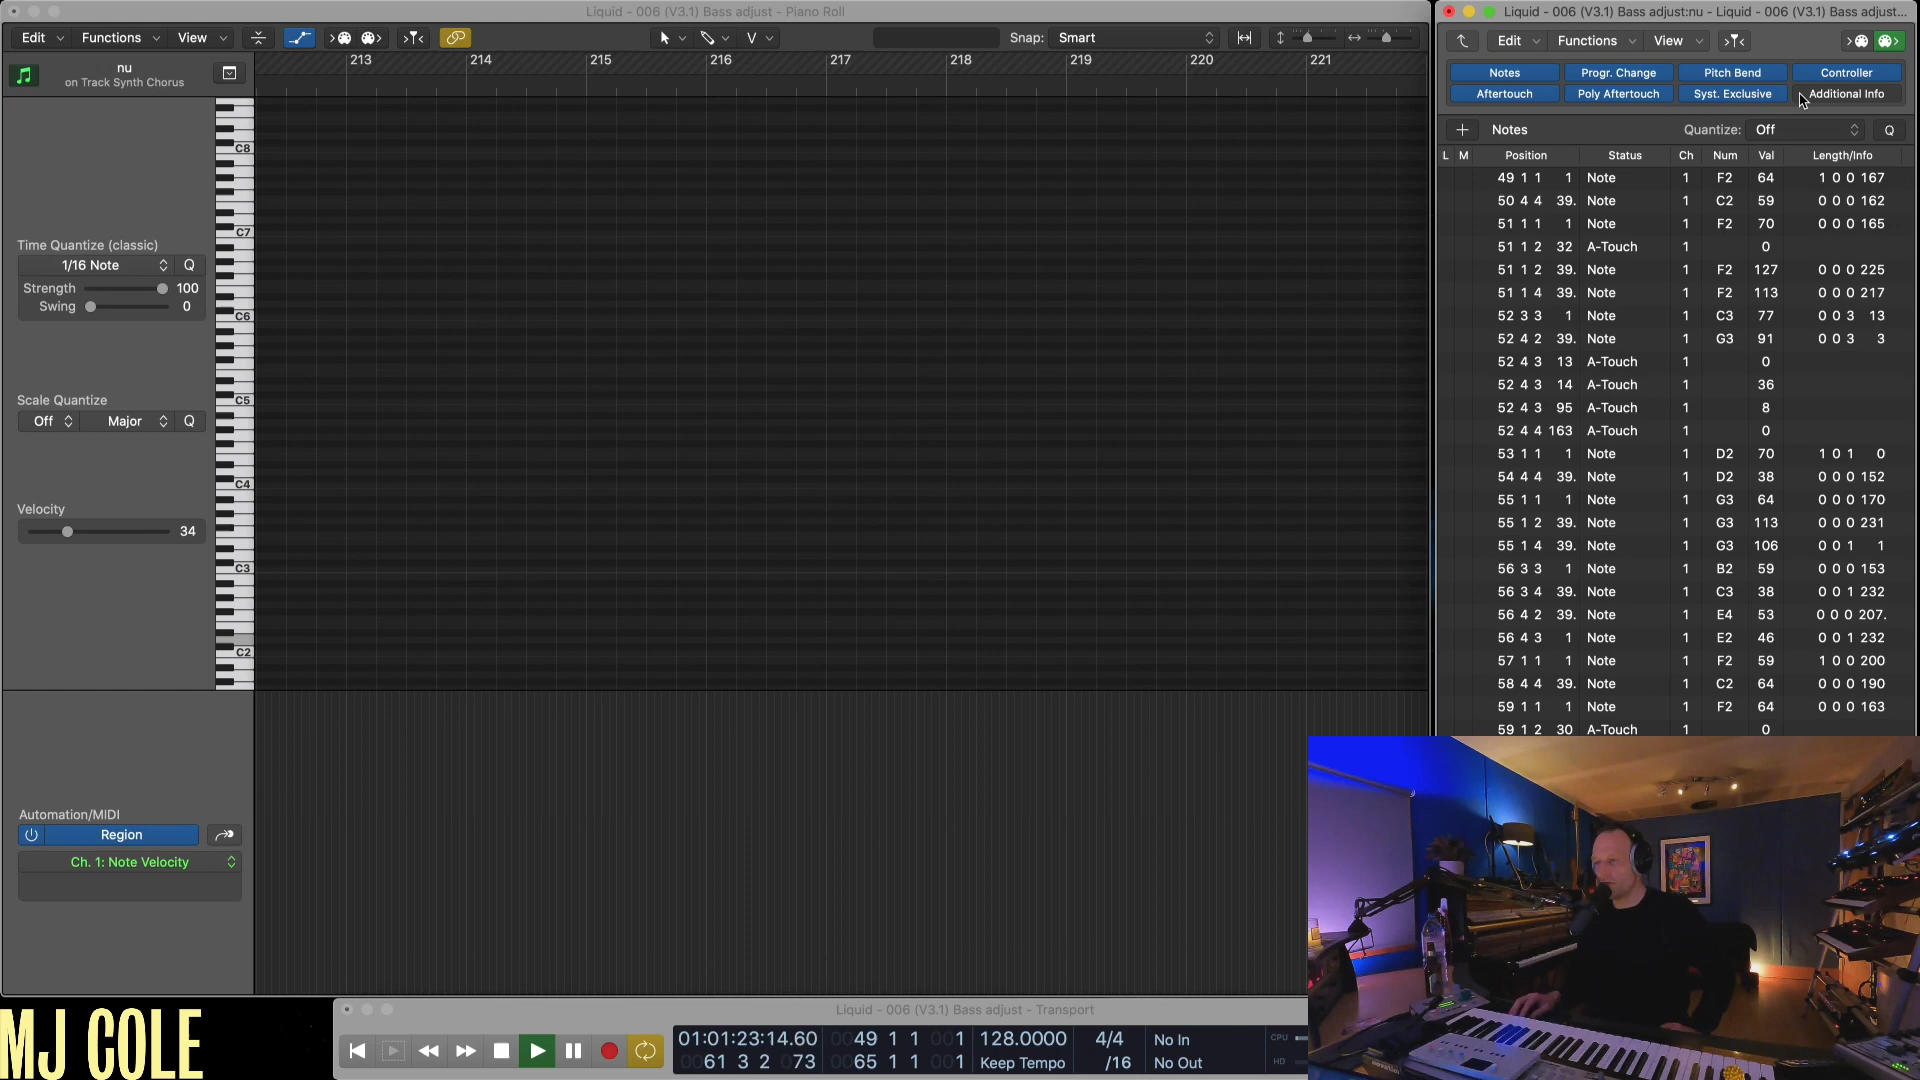 Liquid - 006 (V3.1) Bass adjust - Piano Roll
Edit Functions View Snap: Smart
nu
on Track Synth Chorus
213 214 215 216 217 218 219 220 221
C8
C7
C6
C5
C4
C3
C2
Time Quantize (classic)
1/16 Note Q
Strength 100
Swing 0
Scale Quantize
Off Major Q
Velocity
34
Automation/MIDI
Region
Ch. 1: Note Velocity
Liquid - 006 (V3.1) Bass adjust:nu - Liquid - 006 (V3.1) Bass adjust...
Edit Functions View
Notes Progr. Change Pitch Bend Controller
Aftertouch Poly Aftertouch Syst. Exclusive Additional Info
Notes Quantize: Off Q
L M Position Status Ch Num Val Length/Info
49 1 1 1 Note 1 F2 64 1 0 0 167
50 4 4 39. Note 1 C2 59 0 0 0 162
51 1 1 1 Note 1 F2 70 0 0 0 165
51 1 2 32 A-Touch 1 0
51 1 2 39. Note 1 F2 127 0 0 0 225
51 1 4 39. Note 1 F2 113 0 0 0 217
52 3 3 1 Note 1 C3 77 0 0 3 13
52 4 2 39. Note 1 G3 91 0 0 3 3
52 4 3 13 A-Touch 1 0
52 4 3 14 A-Touch 1 36
52 4 3 95 A-Touch 1 8
52 4 4 163 A-Touch 1 0
53 1 1 1 Note 1 D2 70 1 0 1 0
54 4 4 39. Note 1 D2 38 0 0 0 152
55 1 1 1 Note 1 G3 64 0 0 0 170
55 1 2 39. Note 1 G3 113 0 0 0 231
55 1 4 39. Note 1 G3 106 0 0 1 1
56 3 3 1 Note 1 B2 59 0 0 0 153
56 3 4 39. Note 1 C3 38 0 0 1 232
56 4 2 39. Note 1 E4 53 0 0 0 207.
56 4 3 1 Note 1 E2 46 0 0 1 232
57 1 1 1 Note 1 F2 59 1 0 0 200
58 4 4 39. Note 1 C2 64 0 0 0 190
59 1 1 1 Note 1 F2 64 0 0 0 163
59 1 2 30 A-Touch 1 0
MJ COLE
Liquid - 006 (V3.1) Bass adjust - Transport
01:01:23:14.60 0049 1 1 001 128.0000 4/4 No In CPU
0061 3 2 073 0065 1 1 001 Keep Tempo /16 No Out HD